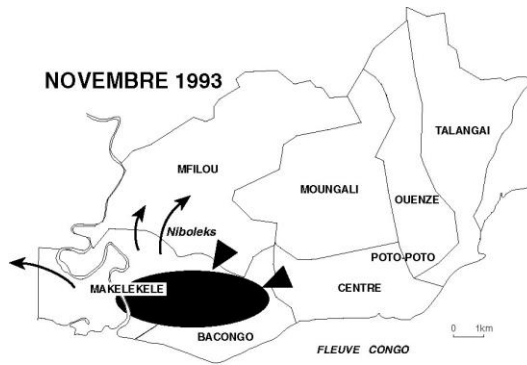 NOVEMBRE 1993
TALANGAI
MFILOU
MOUNGALI
OUENZE
Niboleks
POTO-POTO
MAKELEKELE
CENTRE
BACONGO
0 1km
FLEUVE CONGO